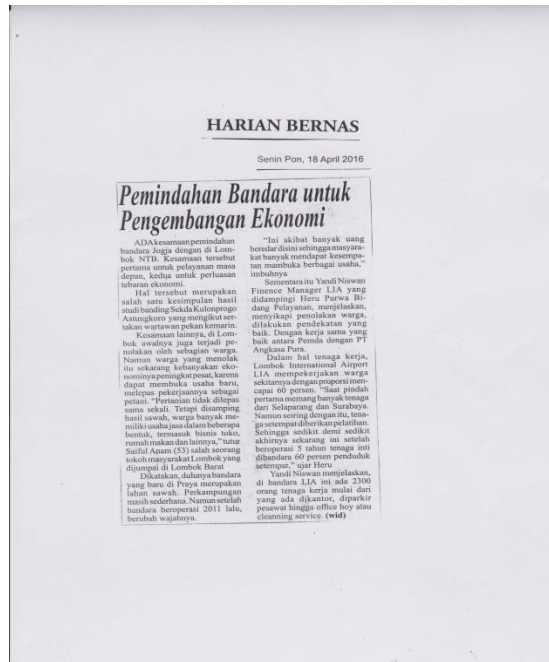 HARIAN BERNAS
Senin Pon, 18 April 2016
Pemindahan Bandara untuk
Pengembangan Ekonomi
ADA kesamaan pemindahan
bandara Jogja dengan di Lom-
bok NTB. Kesamaan tersebut
pertama untuk pelayanan masa
depan, kedua untuk perluasan
tebaran ekonomi.
Hal tersebut merupakan
salah satu kesimpulan hasil
studi banding Sekda Kulonprogo
Astungkoro yang mengikut ser-
takan wartawan pekan kemarin.
Kesamaan lainnya, di Lom-
bok awalnya juga terjadi pe-
nolakan oleh sebagian warga.
Namun warga yang menolak
itu sekarang kebanyakan eko-
nominya peningkat pesat, karena
dapat membuka usaha baru,
melepas pekerjaannya sebagai
petani. "Pertanian tidak dilepas
sama sekali. Tetapi disamping
hasil sawah, warga banyak me-
miliki usaha jasa dalam beberapa
bentuk, termasuk bisnis toko,
rumah makan dan lainnya," tutur
Saiful Anam (53) salah seorang
tokoh masyarakat Lombok yang
dijumpai di Lombok Barat
Dikatakan, dulunya bandara
yang baru di Praya merupakan
lahan sawah. Perkampungan
masih sederhana. Namun setelah
bandara beroperasi 2011 lalu,
berubah wajahnya.
"Ini akibat banyak uang
beredar disini sehingga masyara-
kat banyak mendapat kesempa-
tan mambuka berbagai usaha,"
imbuhnya
Sementara itu Yandi Niswan
Finence Manager LIA yang
didampingi Heru Purwa Bi-
dang Pelayanan, menjelaskan,
menyikapi penolakan warga,
dilakukan pendekatan yang
baik. Dengan kerja sama yang
baik antara Pemda dengan PT
Angkasa Pura.
Dalam hal tenaga kerja,
Lombok International Airport
LIA mempekerjakan warga
sekitarnya dengan proporsi men-
capai 60 persen. "Saat pindah
pertama memang banyak tenaga
dari Selaparang dan Surabaya.
Namun seiring dengan itu, tena-
ga setempat diberikan pelatihan.
Sehingga sedikit demi sedikit
akhirnya sekarang ini setelah
beroperasi 5 tahun tenaga inti
dibandara 60 persen penduduk
setempat," ujar Heru
Yandi Niswan menjelaskan,
di bandara LIA ini ada 2300
orang tenaga kerja mulai dari
yang ada dikantor, diparkir
pesawat hingga office boy atau
cleanning service. (wid)